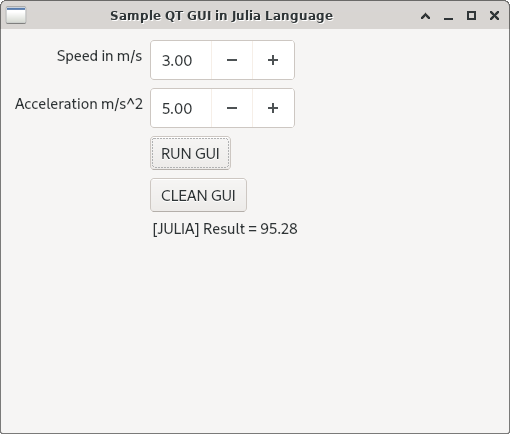 Sample QT GUI in Julia Language
Speed in m/s 3.00 − +
Acceleration m/s^2 5.00 − +
RUN GUI
CLEAN GUI
[JULIA] Result = 95.28